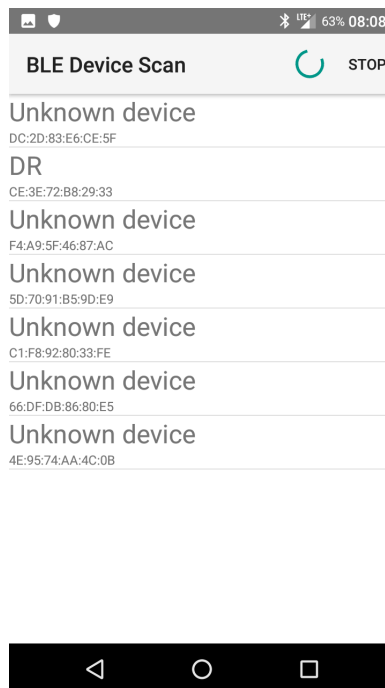 LTE+ 63% 08:08
BLE Device Scan STOP
Unknown device
DC:2D:83:E6:CE:5F
DR
CE:3E:72:B8:29:33
Unknown device
F4:A9:5F:46:87:AC
Unknown device
5D:70:91:B5:9D:E9
Unknown device
C1:F8:92:80:33:FE
Unknown device
66:DF:DB:86:80:E5
Unknown device
4E:95:74:AA:4C:0B